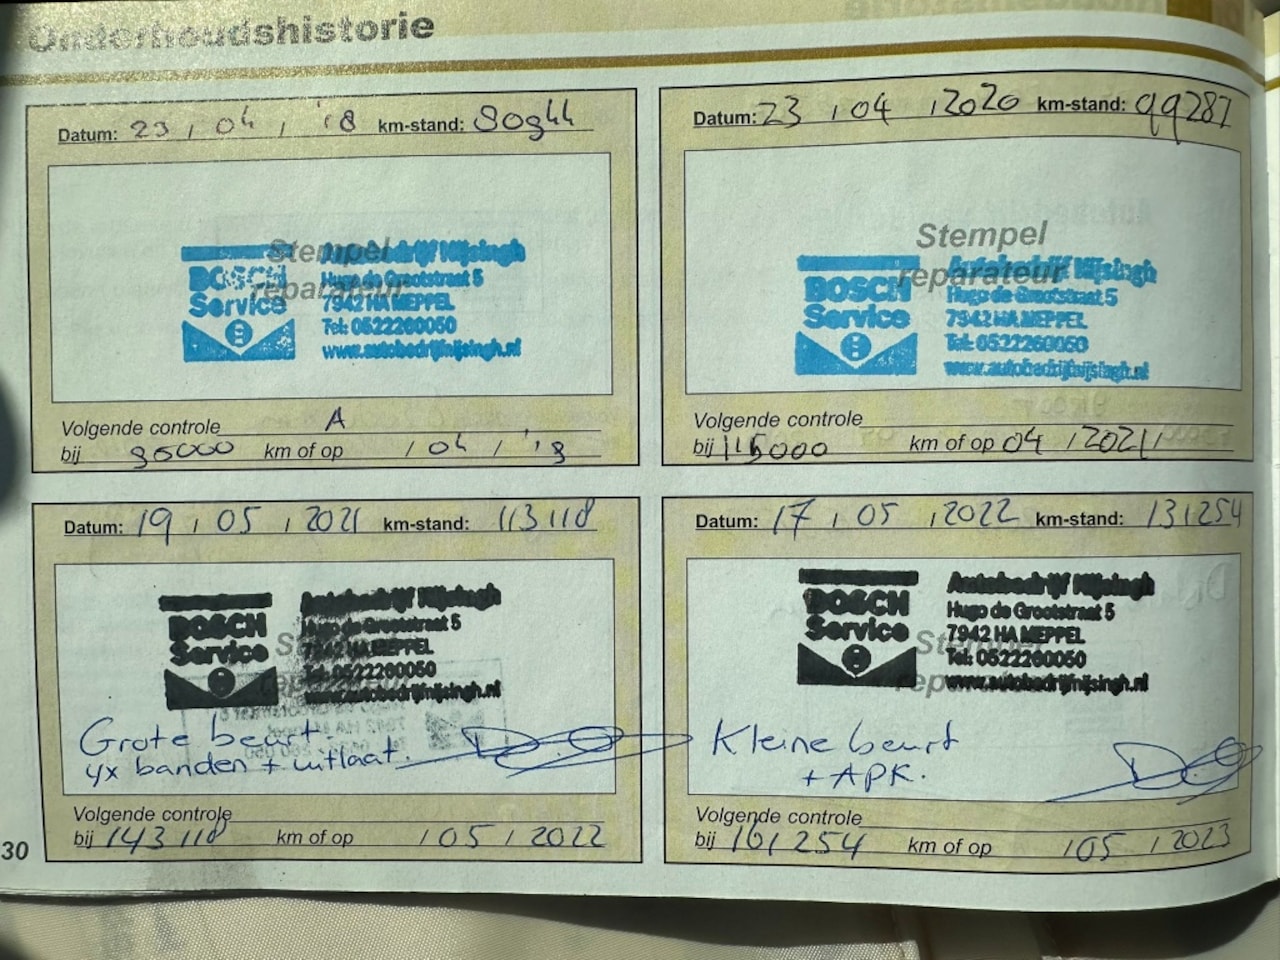 Onderhoudshistorie
Datum: 23 / 04 / '18 km-stand: 80944
Stempel
reparateur
BOSCH
Service
Autobedrijf Nijsingh
Hugo de Grootstraat 5
7942 HA MEPPEL
Tel: 0522260050
www.autobedrijfnijsingh.nl
Volgende controle A
bij 95000 km of op / 04 / '19
Datum: 23 / 04 / 2020 km-stand: 99287
Stempel
reparateur
BOSCH
Service
Autobedrijf Nijsingh
Hugo de Grootstraat 5
7942 HA MEPPEL
Tel: 0522260050
www.autobedrijfnijsingh.nl
Volgende controle
bij 115000 km of op 04 / 2021
Datum: 19 / 05 / 2021 km-stand: 113118
BOSCH
Service
Autobedrijf Nijsingh
Hugo de Grootstraat 5
7942 HA MEPPEL
Tel: 0522260050
www.autobedrijfnijsingh.nl
Grote beurt
4x banden + uitlaat.
Volgende controle
bij 143118 km of op / 05 / 2022
Datum: 17 / 05 / 2022 km-stand: 131254
BOSCH
Service
Autobedrijf Nijsingh
Hugo de Grootstraat 5
7942 HA MEPPEL
Tel: 0522260050
www.autobedrijfnijsingh.nl
Kleine beurt
+ APK.
Volgende controle
bij 161254 km of op / 05 / 2023
30